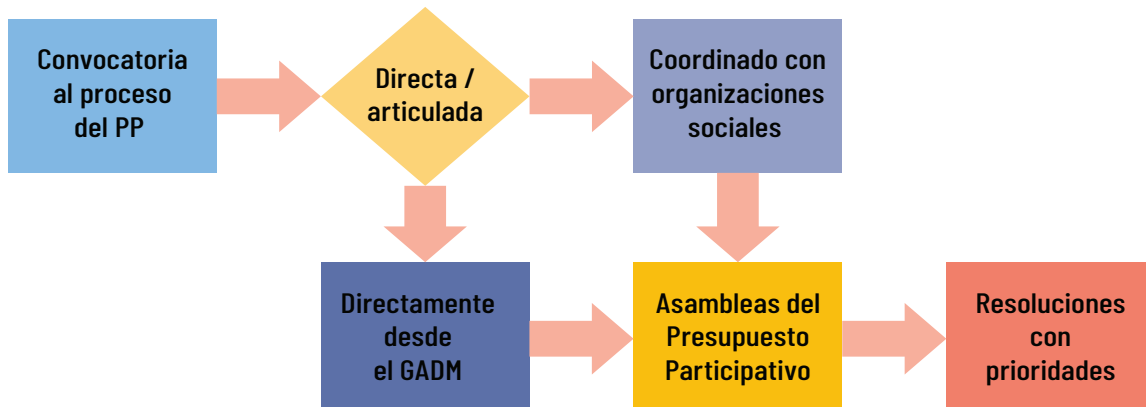 Convocatoria
al proceso
del PP
Directa /
articulada
Coordinado con
organizaciones
sociales
Directamente
desde
el GADM
Asambleas del
Presupuesto
Participativo
Resoluciones
con
prioridades